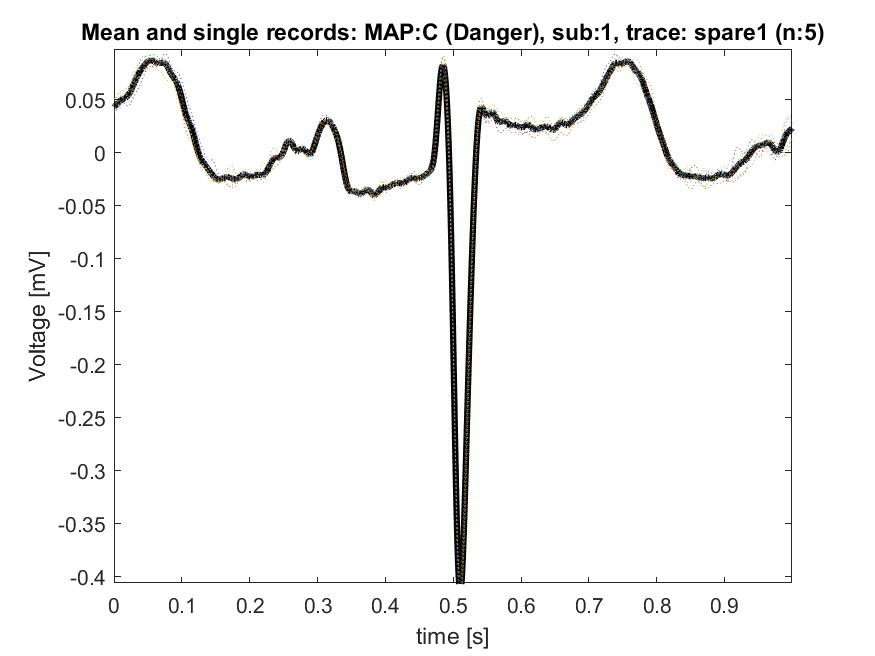 Mean and single records: MAP:C (Danger), sub:1, trace: spare1 (n:5)
0.05
0
-0.05
-0.1
-0.15
-0.2
-0.25
-0.3
-0.35
-0.4
Voltage [mV]
0 0.1 0.2 0.3 0.4 0.5 0.6 0.7 0.8 0.9
time [s]